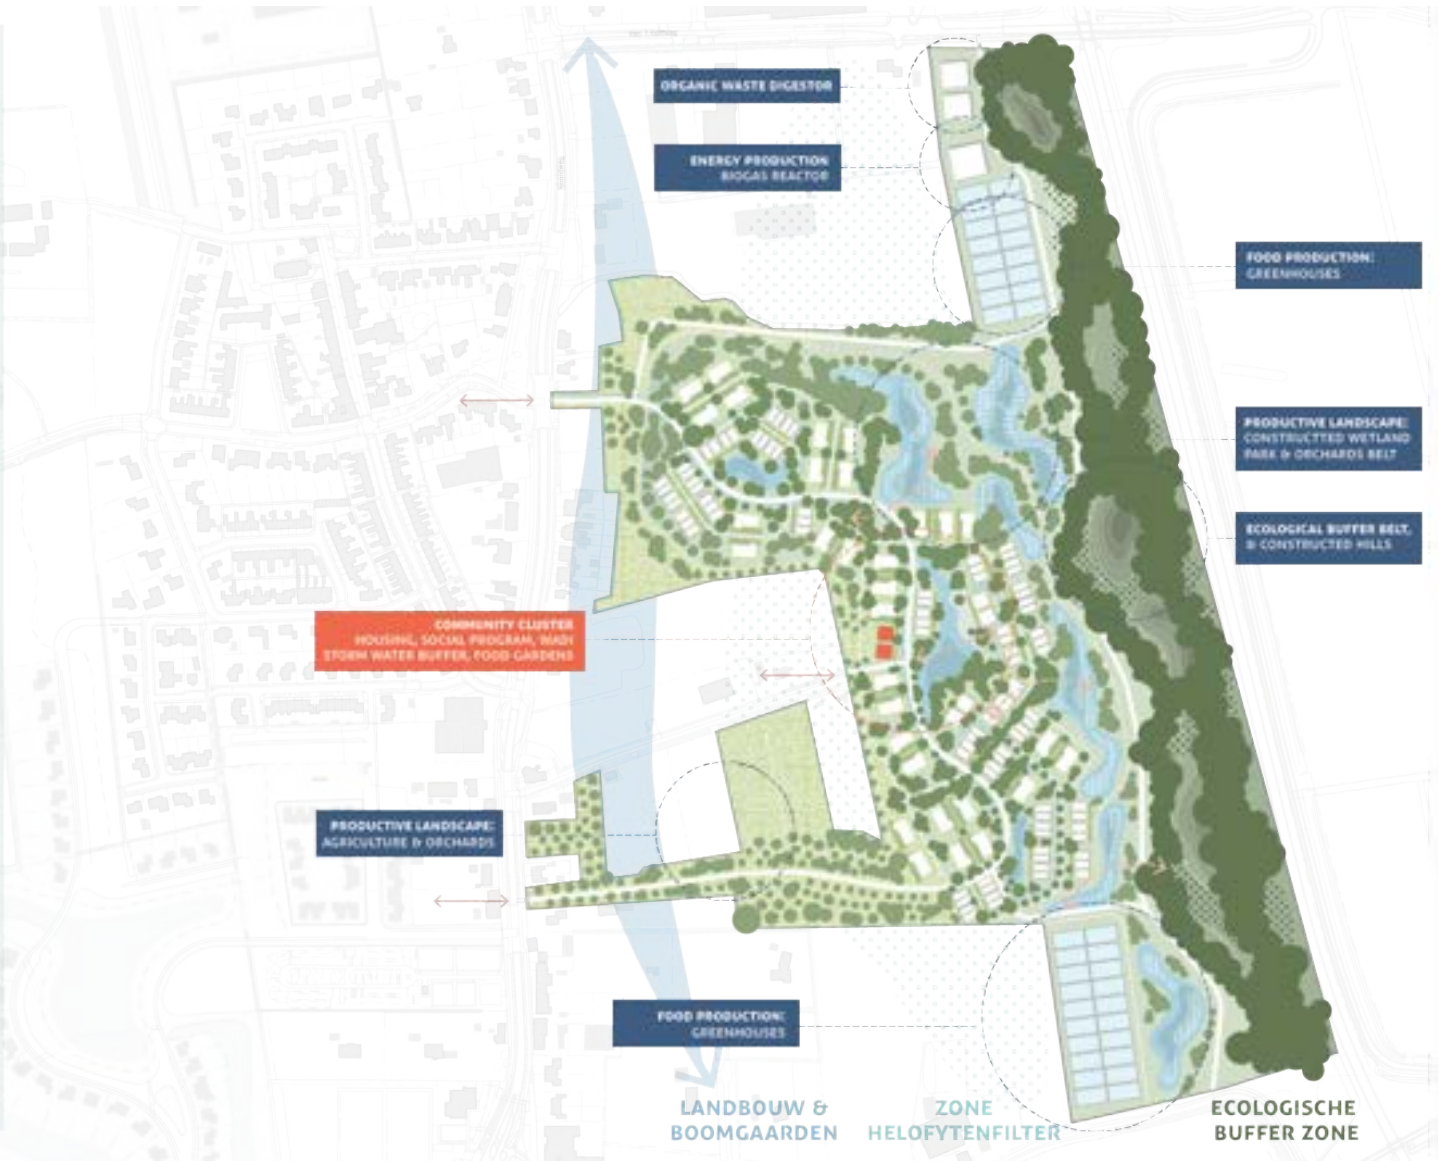 ORGANIC WASTE DIGESTOR
ENERGY PRODUCTION
BIOGAS REACTOR
FOOD PRODUCTION:
GREENHOUSES
PRODUCTIVE LANDSCAPE:
CONSTRUCTTED WETLAND
PARK & ORCHARDS BELT
ECOLOGICAL BUFFER BELT,
& CONSTRUCTED HILLS
COMMUNITY CLUSTER
HOUSING, SOCIAL PROGRAM, WADI
STORM WATER BUFFER, FOOD GARDENS
PRODUCTIVE LANDSCAPE:
AGRICULTURE & ORCHARDS
FOOD PRODUCTION:
GREENHOUSES
LANDBOUW &
BOOMGAARDEN
ZONE
HELOFYTENFILTER
ECOLOGISCHE
BUFFER ZONE